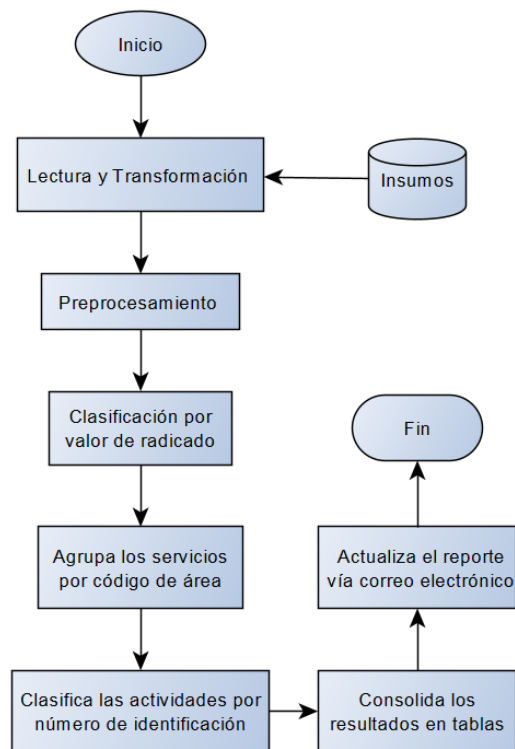 Inicio
Lectura y Transformación
Insumos
Preprocesamiento
Clasificación por
valor de radicado
Agrupa los servicios
por código de área
Clasifica las actividades por
número de identificación
Consolida los
resultados en tablas
Actualiza el reporte
vía correo electrónico
Fin